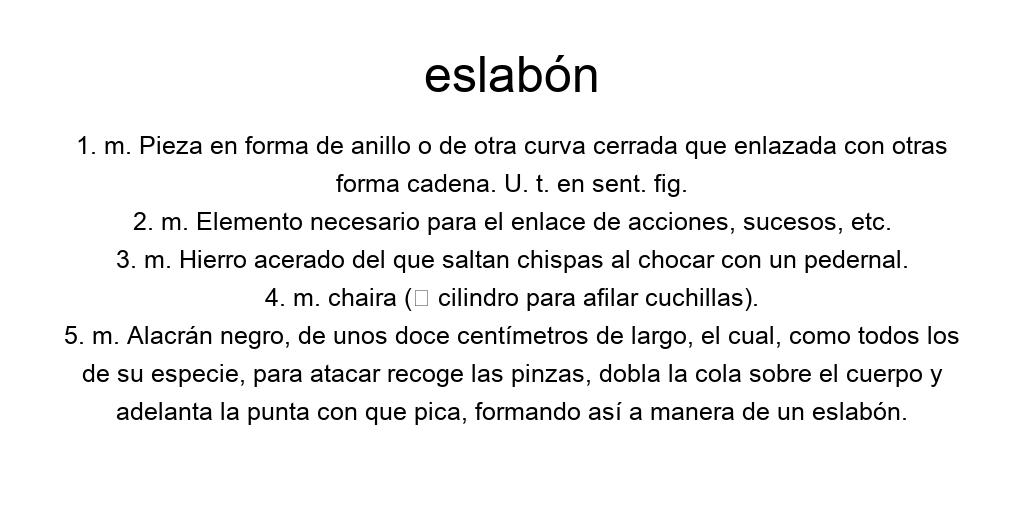 eslabón
1. m. Pieza en forma de anillo o de otra curva cerrada que enlazada con otras
forma cadena. U. t. en sent. fig.
2. m. Elemento necesario para el enlace de acciones, sucesos, etc.
3. m. Hierro acerado del que saltan chispas al chocar con un pedernal.
4. m. chaira (▯ cilindro para afilar cuchillas).
5. m. Alacrán negro, de unos doce centímetros de largo, el cual, como todos los
de su especie, para atacar recoge las pinzas, dobla la cola sobre el cuerpo y
adelanta la punta con que pica, formando así a manera de un eslabón.